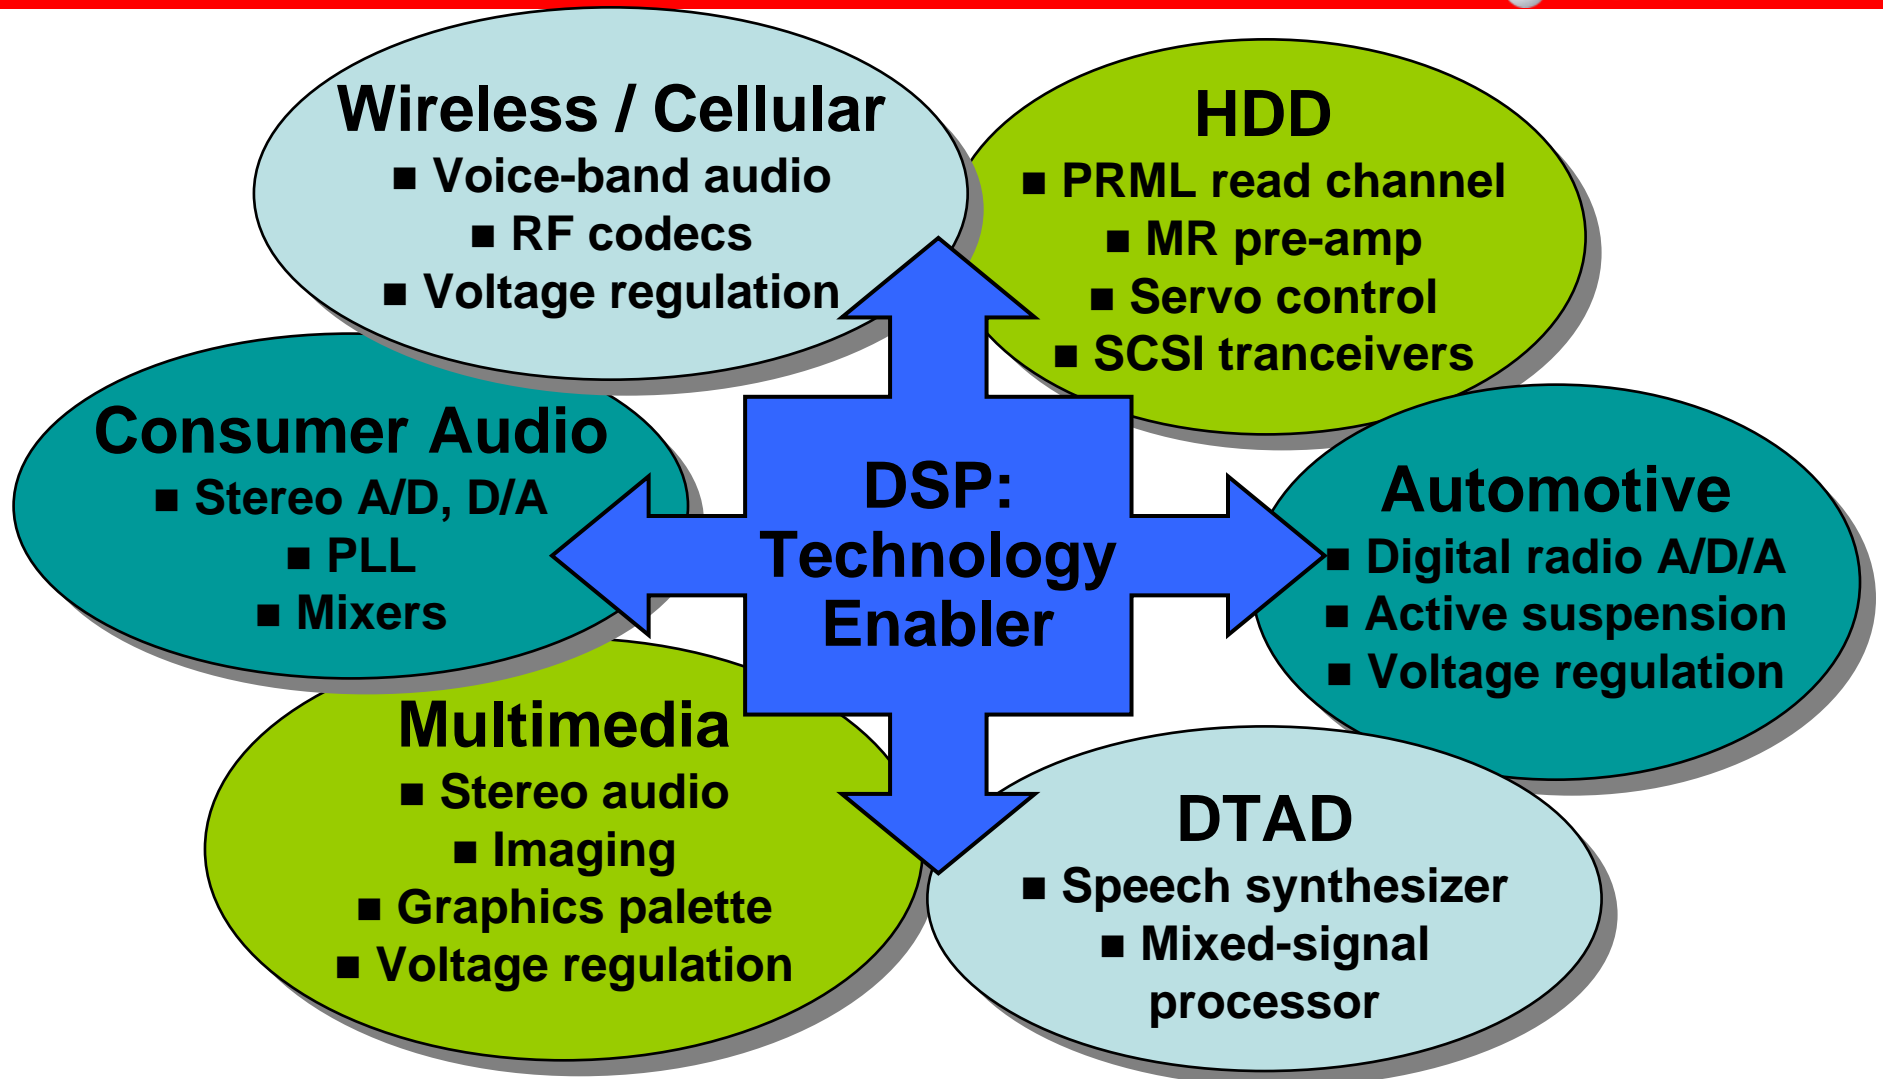 Wireless / Cellular
■ Voice-band audio
■ RF codecs
■ Voltage regulation
HDD
■ PRML read channel
■ MR pre-amp
■ Servo control
■ SCSI tranceivers
Consumer Audio
■ Stereo A/D, D/A
■ PLL
■ Mixers
DSP:
Technology
Enabler
Automotive
■ Digital radio A/D/A
■ Active suspension
■ Voltage regulation
Multimedia
■ Stereo audio
■ Imaging
■ Graphics palette
■ Voltage regulation
DTAD
■ Speech synthesizer
■ Mixed-signal
processor